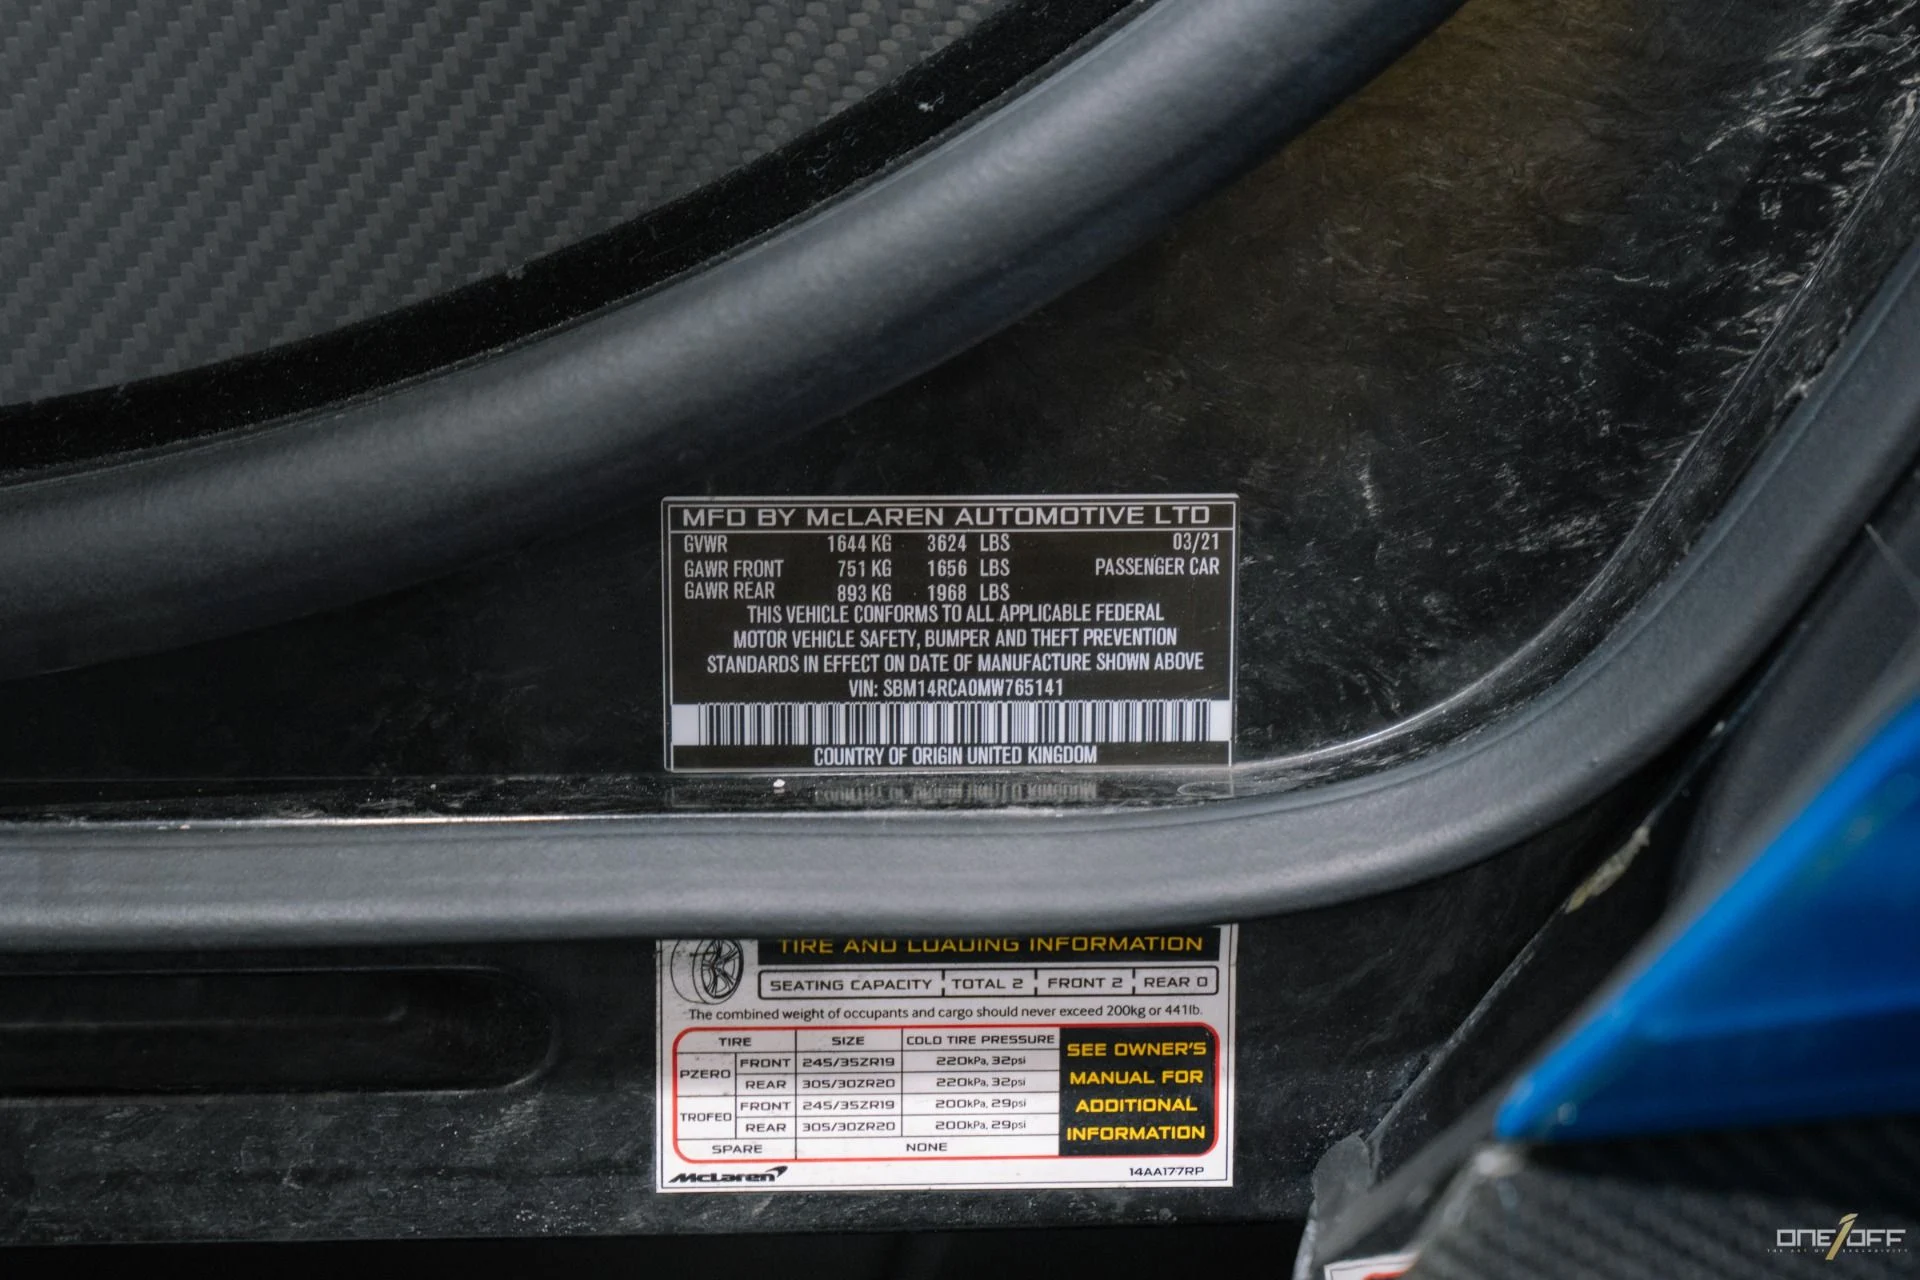 MFD BY McLAREN AUTOMOTIVE LTD
GVWR 1644 KG 3624 LBS 03/21
GAWR FRONT 751 KG 1656 LBS PASSENGER CAR
GAWR REAR 893 KG 1968 LBS
THIS VEHICLE CONFORMS TO ALL APPLICABLE FEDERAL
MOTOR VEHICLE SAFETY, BUMPER AND THEFT PREVENTION
STANDARDS IN EFFECT ON DATE OF MANUFACTURE SHOWN ABOVE
VIN: SBM14RCA0MW765141
COUNTRY OF ORIGIN UNITED KINGDOM
TIRE AND LOADING INFORMATION
SEATING CAPACITY TOTAL 2 FRONT 2 REAR 0
The combined weight of occupants and cargo should never exceed 200kg or 441lb.
TIRE SIZE COLD TIRE PRESSURE
PZERO FRONT 245/35ZR19 220kPa, 32psi
REAR 305/30ZR20 220kPa, 32psi
TROFEO FRONT 245/35ZR19 200kPa, 29psi
REAR 305/30ZR20 200kPa, 29psi
SPARE NONE
SEE OWNER'S
MANUAL FOR
ADDITIONAL
INFORMATION
McLaren 14AA177RP
ONE/OFF
THE ART OF EXCLUSIVITY